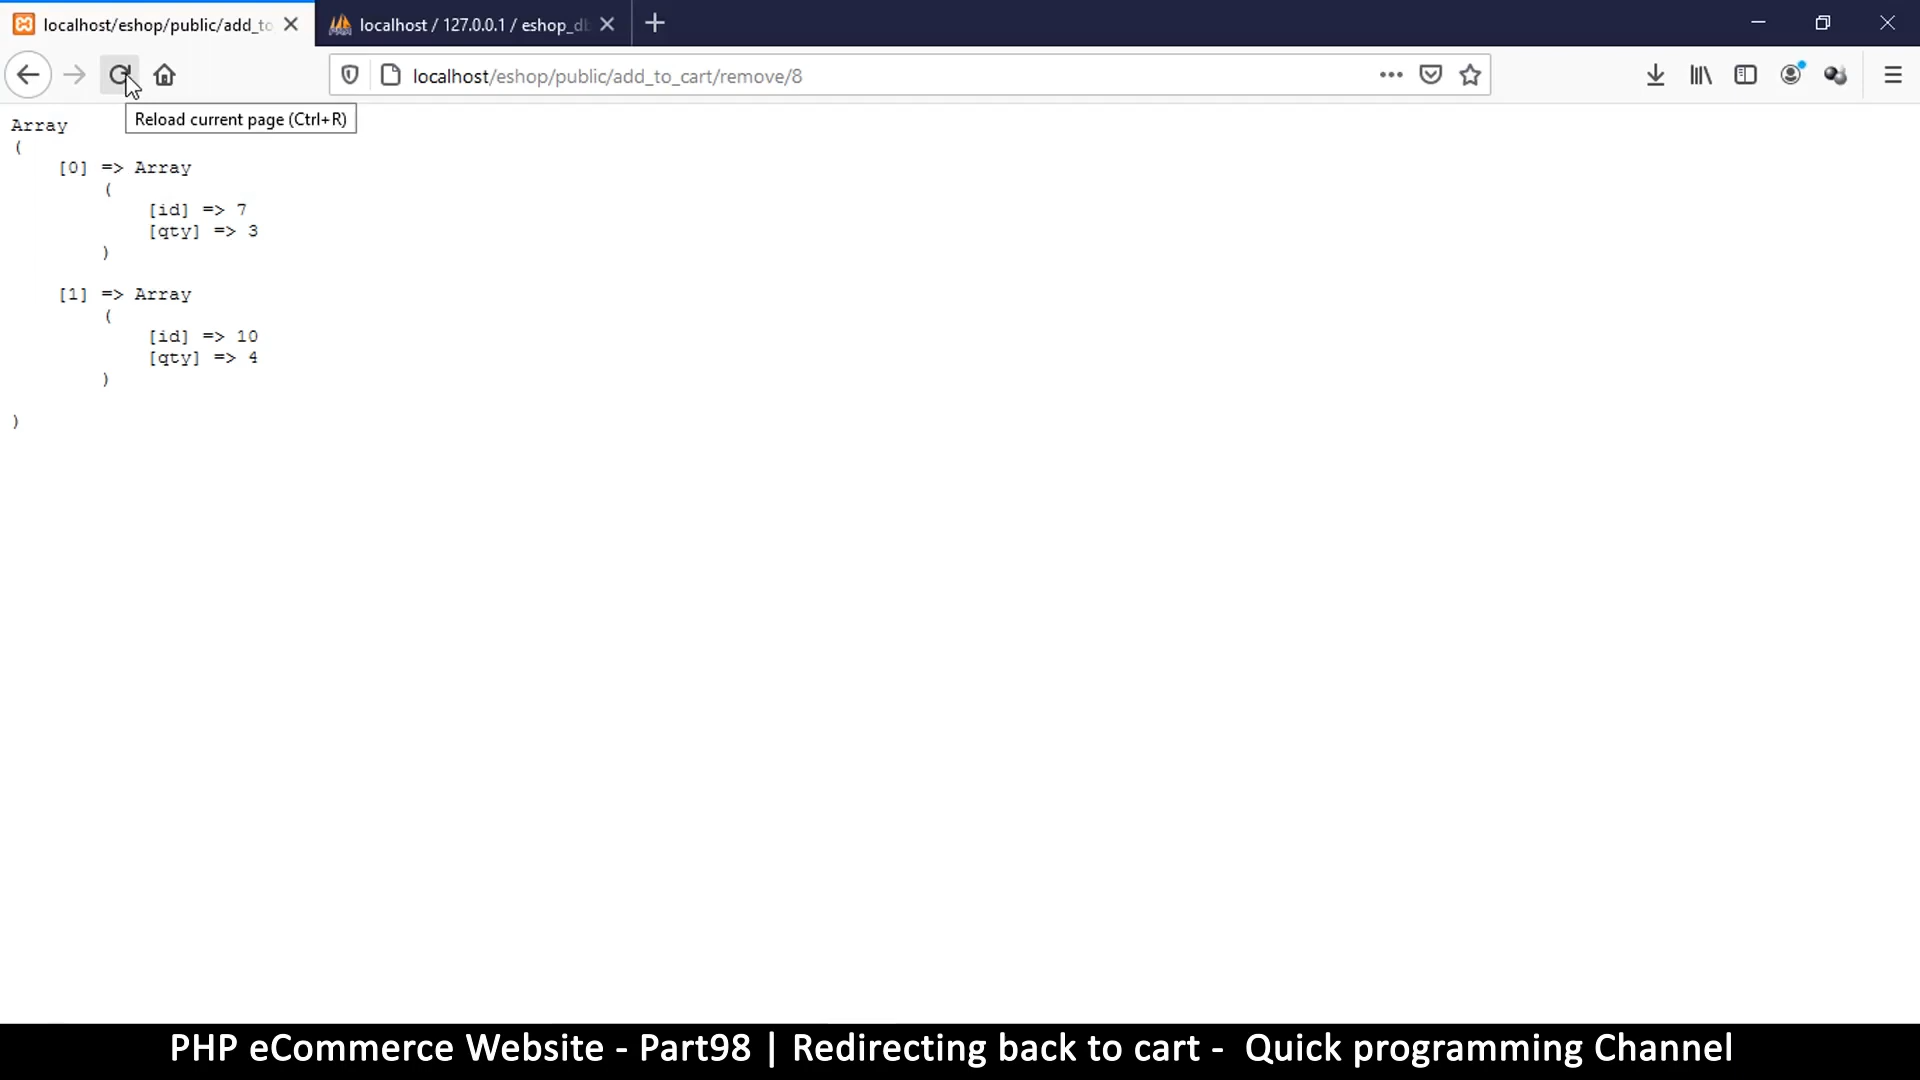 localhost/eshop/public/add_to
localhost / 127.0.0.1 / eshop_db
localhost/eshop/public/add_to_cart/remove/8
Reload current page (Ctrl+R)
Array
(
[0] => Array
(
[id] => 7
[qty] => 3
)
[1] => Array
(
[id] => 10
[qty] => 4
)
)
PHP eCommerce Website - Part98 | Redirecting back to cart - Quick programming Channel